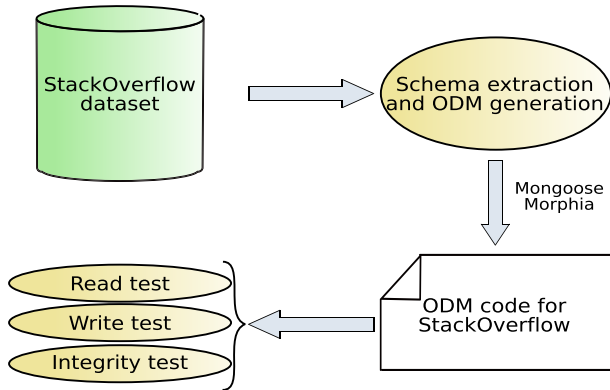 StackOverflow
dataset
Schema extraction
and ODM generation
Mongoose
Morphia
ODM code for
StackOverflow
Read test
Write test
Integrity test